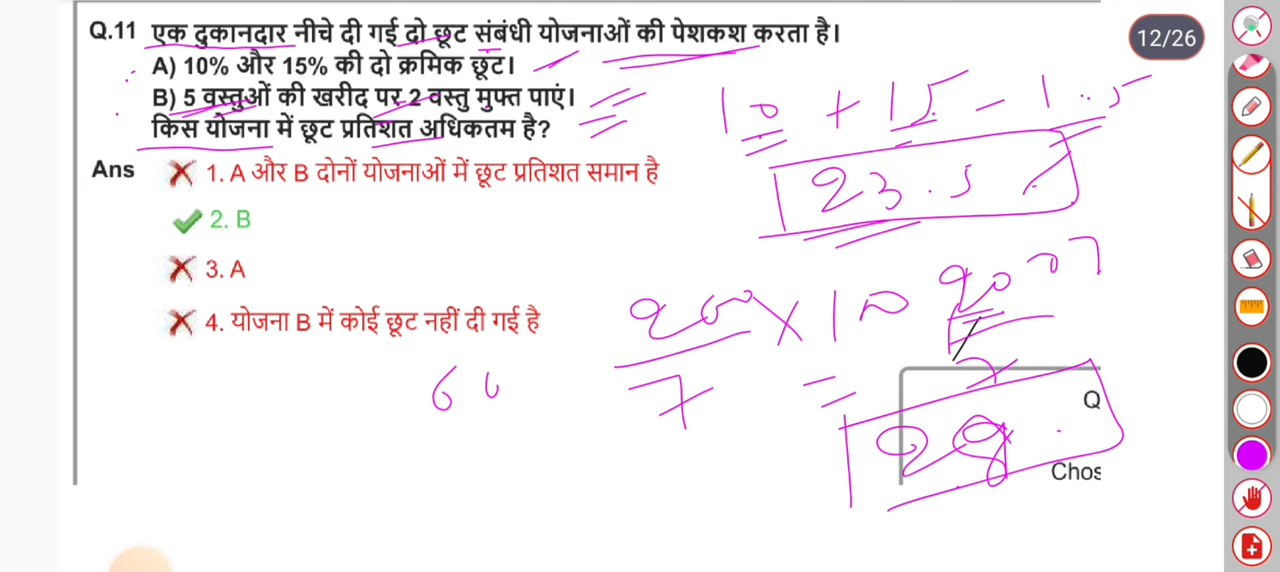 Q.11 एक दुकानदार नीचे दी गई दो छूट संबंधी योजनाओं की पेशकश करता है।
12/26
A) 10% और 15% की दो क्रमिक छूट।
B) 5 वस्तुओं की खरीद पर 2 वस्तु मुफ्त पाएं।
किस योजना में छूट प्रतिशत अधिकतम है?
10 + 15 - 1.5
Ans 1. A और B दोनों योजनाओं में छूट प्रतिशत समान है
23.5
2. B
3. A
4. योजना B में कोई छूट नहीं दी गई है
7
Q
28.
Chos